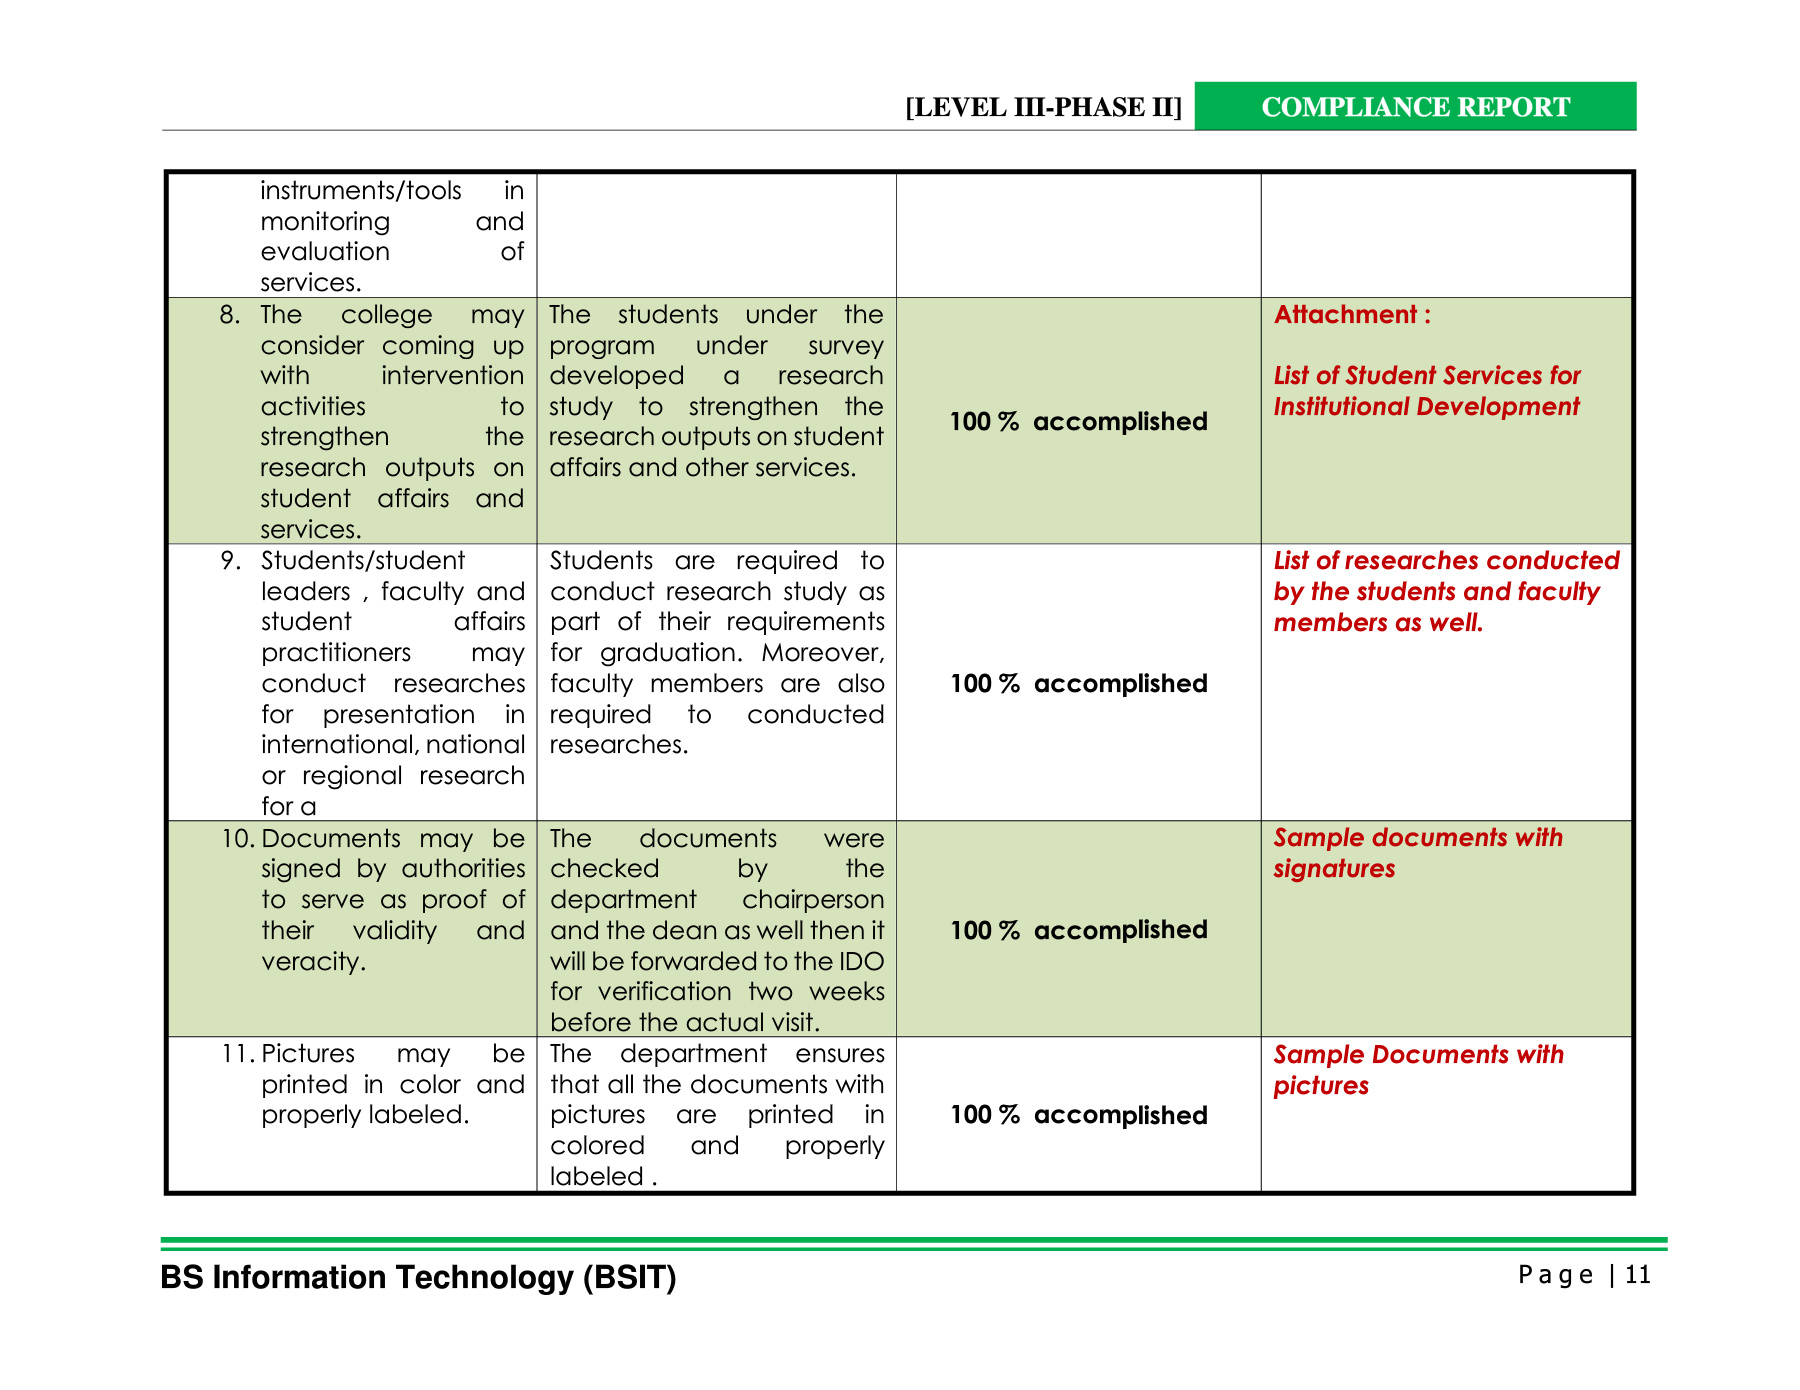 [LEVEL III-PHASE II] COMPLIANCE REPORT
instruments/tools in
monitoring and
evaluation of
services.
8. The college may
consider coming up
with intervention
activities to
strengthen the
research outputs on
student affairs and
services.
The students under the
program under survey
developed a research
study to strengthen the
research outputs on student
affairs and other services.
100 % accomplished
Attachment :
List of Student Services for
Institutional Development
9. Students/student
leaders , faculty and
student affairs
practitioners may
conduct researches
for presentation in
international, national
or regional research
for a
Students are required to
conduct research study as
part of their requirements
for graduation. Moreover,
faculty members are also
required to conducted
researches.
100 % accomplished
List of researches conducted
by the students and faculty
members as well.
10. Documents may be
signed by authorities
to serve as proof of
their validity and
veracity.
The documents were
checked by the
department chairperson
and the dean as well then it
will be forwarded to the IDO
for verification two weeks
before the actual visit.
100 % accomplished
Sample documents with
signatures
11. Pictures may be
printed in color and
properly labeled.
The department ensures
that all the documents with
pictures are printed in
colored and properly
labeled .
100 % accomplished
Sample Documents with
pictures
BS Information Technology (BSIT)
Page | 11